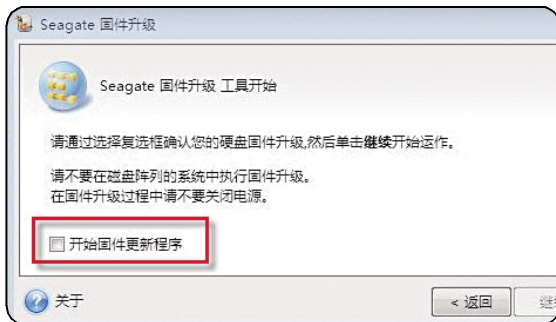 Seagate 固件升级
Seagate 固件升级 工具开始
请通过选择复选框确认您的硬盘固件升级,然后单击继续开始运作。
请不要在磁盘阵列的系统中执行固件升级。
在固件升级过程中请不要关闭电源。
开始固件更新程序
关于
< 返回
继